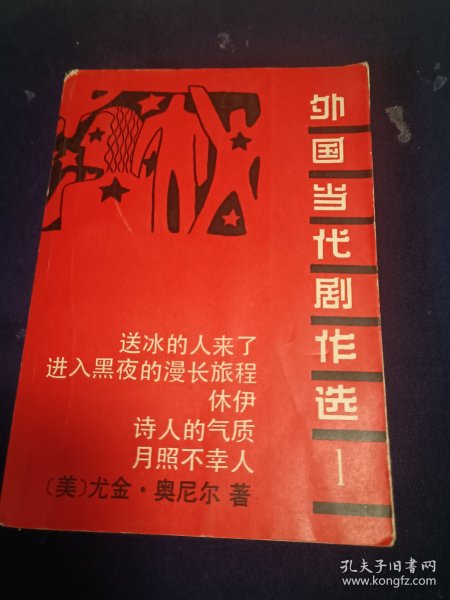 外国当代剧作选1
送冰的人来了
进入黑夜的漫长旅程
休伊
诗人的气质
月照不幸人
〔美〕尤金·奥尼尔 著
孔夫子旧书网
www.kongfz.com